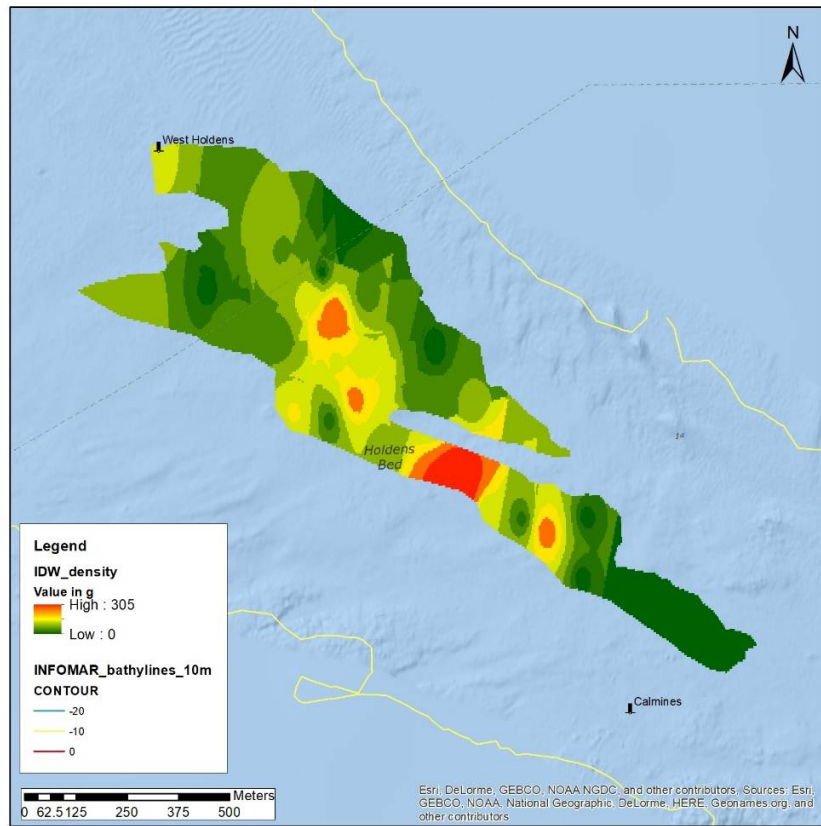 N
West Holdens
14
Holdens
Bed
Legend
IDW_density
Value in g
High : 305
Low : 0
INFOMAR_bathylines_10m
CONTOUR
-20
-10
0
Calmines
Meters
0 62.5 125 250 375 500
Esri, DeLorme, GEBCO, NOAA NGDC, and other contributors, Sources: Esri,
GEBCO, NOAA, National Geographic, DeLorme, HERE, Geonames.org, and
other contributors